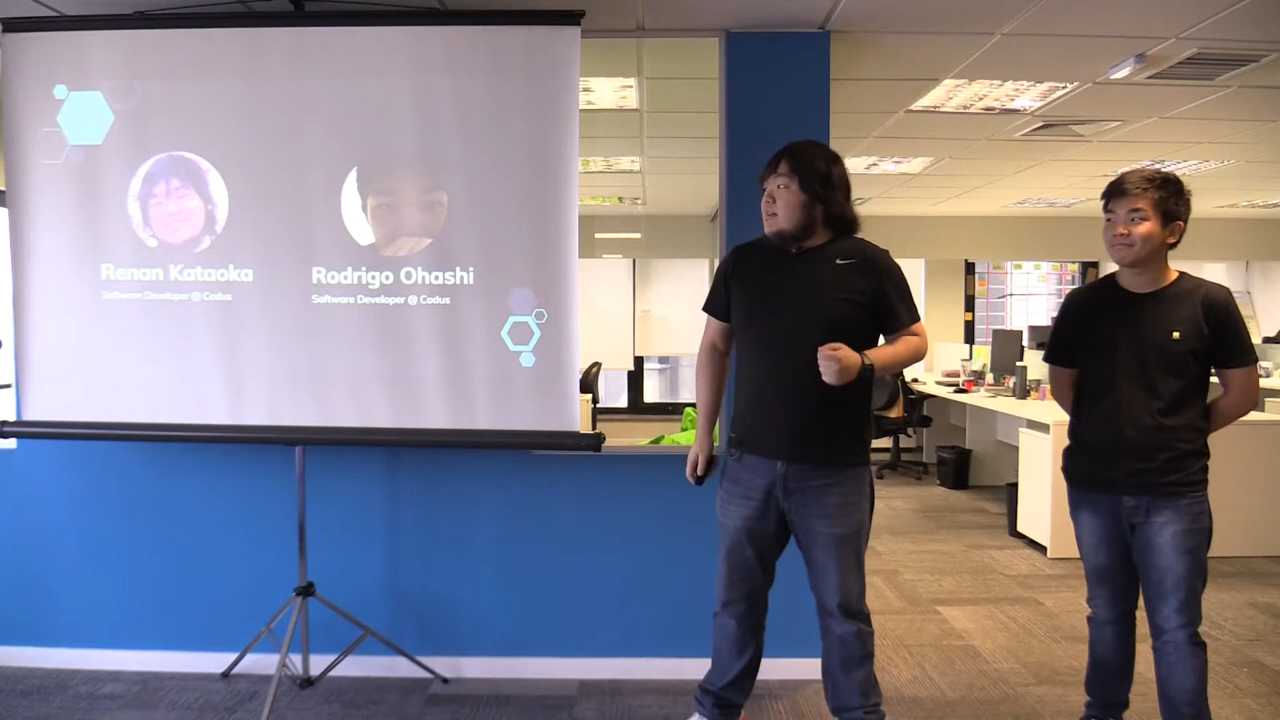 Renan Kataoka
Software Developer @ Codus
Rodrigo Ohashi
Software Developer @ Codus